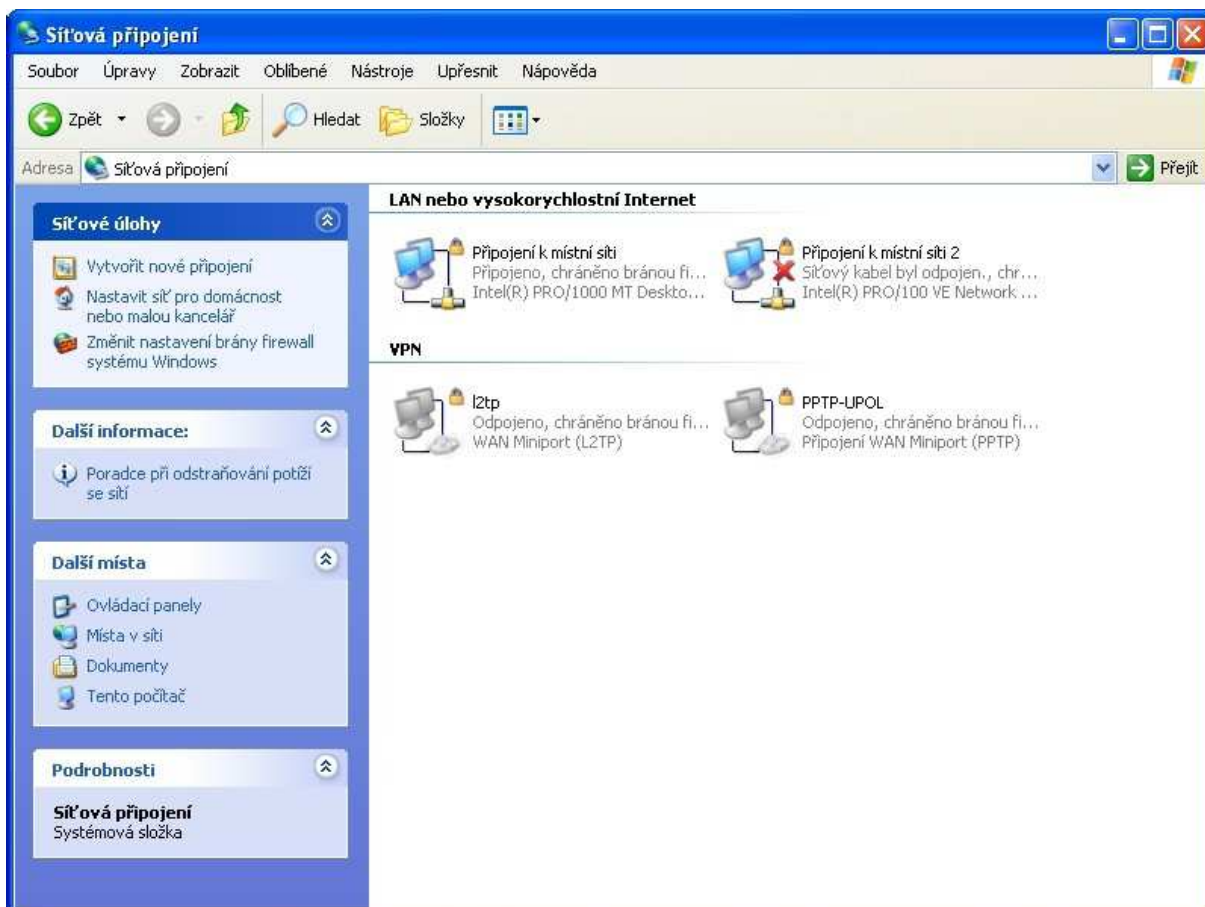 Síťová připojení
Soubor Úpravy Zobrazit Oblíbené Nástroje Upřesnit Nápověda
Zpět Hledat Složky
Adresa Síťová připojení Přejít
Síťové úlohy
Vytvořit nové připojení
Nastavit síť pro domácnost
nebo malou kancelář
Změnit nastavení brány firewall
systému Windows
Další informace:
Poradce při odstraňování potíží
se sítí
Další místa
Ovládací panely
Místa v síti
Dokumenty
Tento počítač
Podrobnosti
Síťová připojení
Systémová složka
LAN nebo vysokorychlostní Internet
Připojení k místní síti
Připojeno, chráněno bránou fi...
Intel(R) PRO/1000 MT Deskto...
Připojení k místní síti 2
Síťový kabel byl odpojen., chr...
Intel(R) PRO/100 VE Network ...
VPN
l2tp
Odpojeno, chráněno bránou fi...
WAN Miniport (L2TP)
PPTP-UPOL
Odpojeno, chráněno bránou fi...
Připojení WAN Miniport (PPTP)